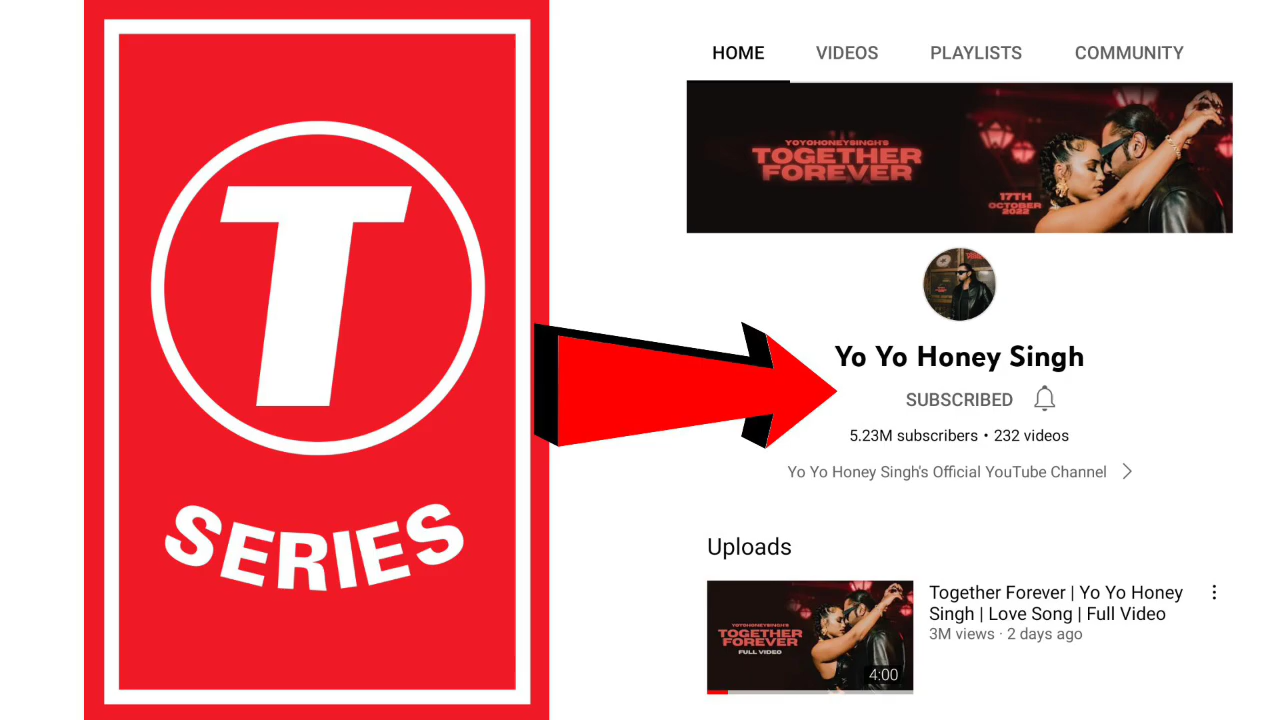 T
SERIES
HOME
VIDEOS
PLAYLISTS
COMMUNITY
YOYOHONEYSINGH'S
TOGETHER
FOREVER
17TH
OCTOBER
2022
Yo Yo Honey Singh
SUBSCRIBED
5.23M subscribers • 232 videos
Yo Yo Honey Singh's Official YouTube Channel
Uploads
YOYOHONEYSINGH'S
TOGETHER
FOREVER
FULL VIDEO
4:00
Together Forever | Yo Yo Honey
Singh | Love Song | Full Video
3M views · 2 days ago